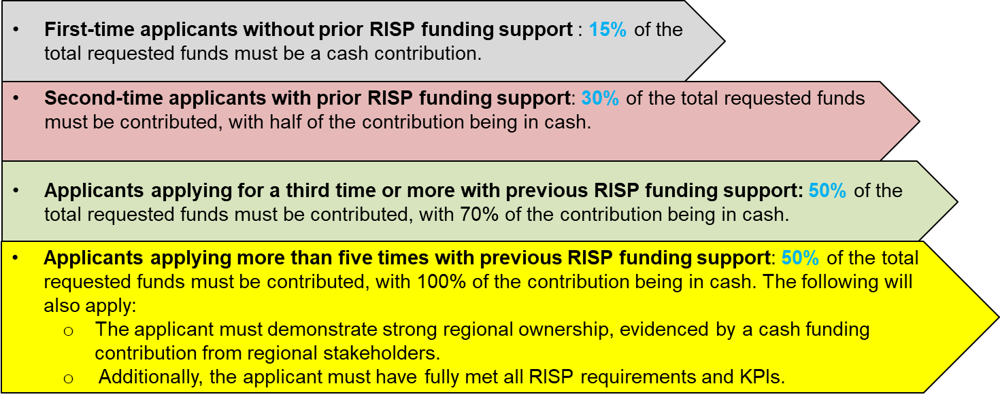 • First-time applicants without prior RISP funding support : 15% of the
total requested funds must be a cash contribution.
• Second-time applicants with prior RISP funding support: 30% of the total requested funds
must be contributed, with half of the contribution being in cash.
• Applicants applying for a third time or more with previous RISP funding support: 50% of the
total requested funds must be contributed, with 70% of the contribution being in cash.
• Applicants applying more than five times with previous RISP funding support: 50% of the total
requested funds must be contributed, with 100% of the contribution being in cash. The following will
also apply:
o The applicant must demonstrate strong regional ownership, evidenced by a cash funding
contribution from regional stakeholders.
o Additionally, the applicant must have fully met all RISP requirements and KPIs.